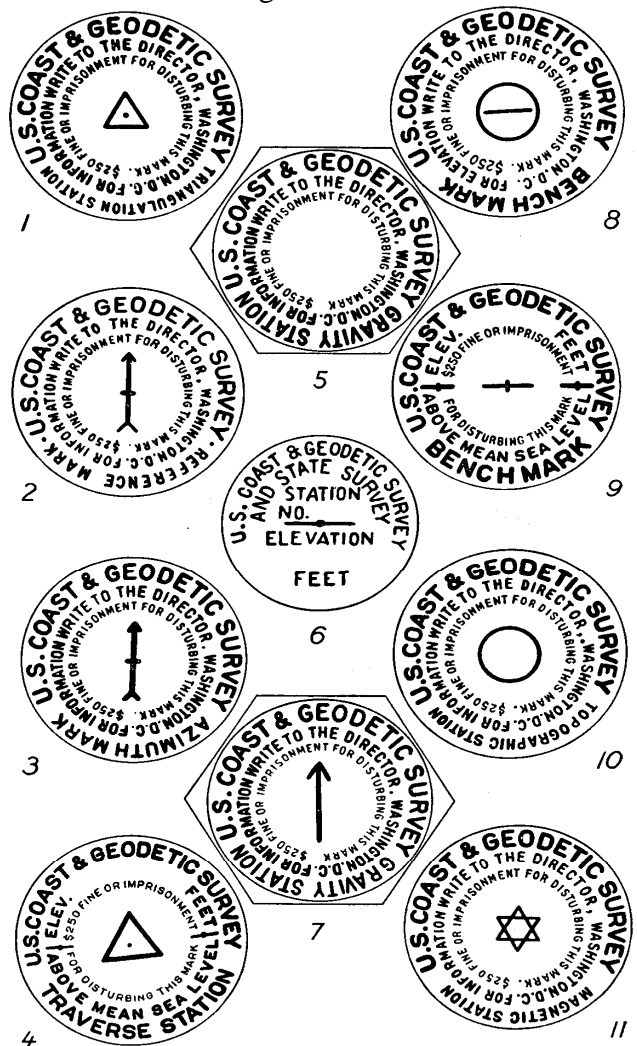 U.S. COAST & GEODETIC SURVEY TRIANGULATION STATION
FOR INFORMATION WRITE TO THE DIRECTOR, WASHINGTON, D.C.
$250 FINE OR IMPRISONMENT FOR DISTURBING THIS MARK.
1
U.S. COAST & GEODETIC SURVEY BENCH MARK
FOR ELEVATION WRITE TO THE DIRECTOR, WASHINGTON, D.C.
$250 FINE OR IMPRISONMENT FOR DISTURBING THIS MARK.
8
U.S. COAST & GEODETIC SURVEY GRAVITY STATION
FOR INFORMATION WRITE TO THE DIRECTOR, WASHINGTON, D.C.
$250 FINE OR IMPRISONMENT FOR DISTURBING THIS MARK.
5
U.S. COAST & GEODETIC SURVEY · REFERENCE MARK ·
FOR INFORMATION WRITE TO THE DIRECTOR, WASHINGTON, D.C.
$250 FINE OR IMPRISONMENT FOR DISTURBING THIS MARK.
2
U.S. COAST & GEODETIC SURVEY
ELEV. FEET
$250 FINE OR IMPRISONMENT
FOR DISTURBING THIS MARK
ABOVE MEAN SEA LEVEL
BENCH MARK
9
U.S. COAST & GEODETIC SURVEY
AND STATE SURVEY
STATION
NO.
ELEVATION
FEET
6
U.S. COAST & GEODETIC SURVEY AZIMUTH MARK
FOR INFORMATION WRITE TO THE DIRECTOR, WASHINGTON, D.C.
$250 FINE OR IMPRISONMENT FOR DISTURBING THIS MARK.
3
U.S. COAST & GEODETIC SURVEY TOPOGRAPHIC STATION
FOR INFORMATION WRITE TO THE DIRECTOR, WASHINGTON, D.C.
$250 FINE OR IMPRISONMENT FOR DISTURBING THIS MARK.
10
U.S. COAST & GEODETIC SURVEY GRAVITY STATION
FOR INFORMATION WRITE TO THE DIRECTOR, WASHINGTON, D.C.
$250 FINE OR IMPRISONMENT FOR DISTURBING THIS MARK.
7
U.S. COAST & GEODETIC SURVEY
ELEV. FEET
$250 FINE OR IMPRISONMENT
FOR DISTURBING THIS MARK
ABOVE MEAN SEA LEVEL
TRAVERSE STATION
4
U.S. COAST & GEODETIC SURVEY MAGNETIC STATION
FOR INFORMATION WRITE TO THE DIRECTOR, WASHINGTON, D.C.
$250 FINE OR IMPRISONMENT FOR DISTURBING THIS MARK.
11